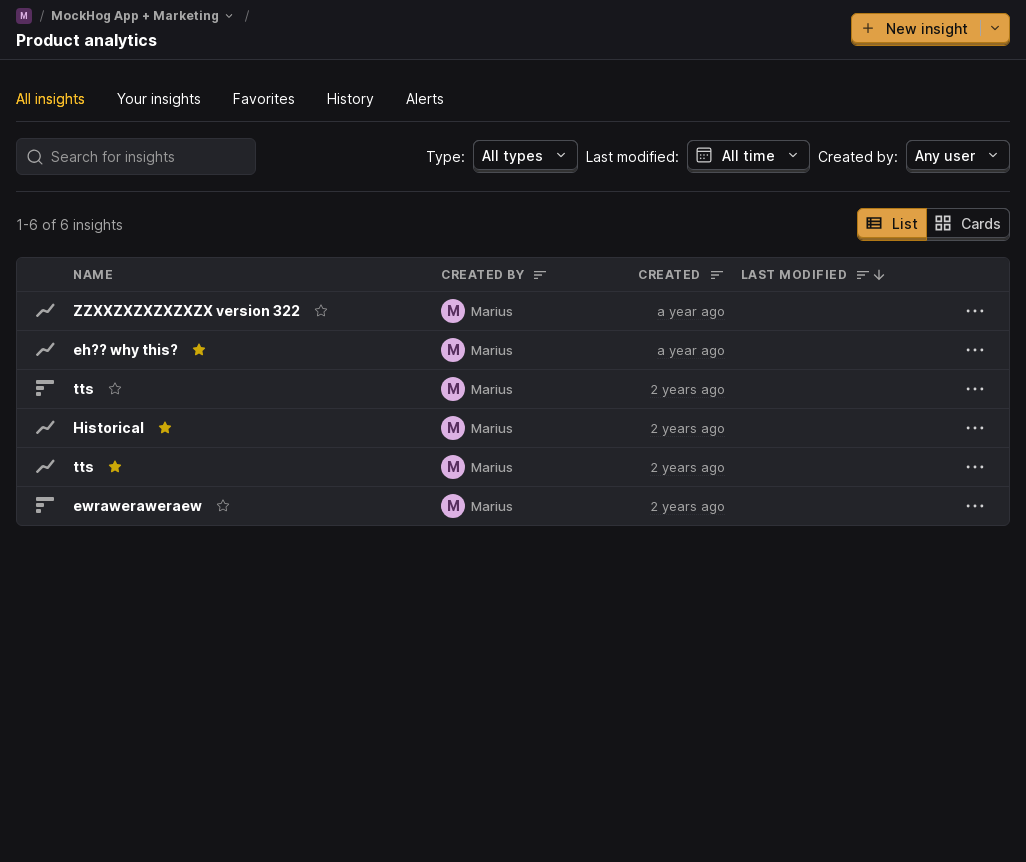 M / MockHog App + Marketing /
Product analytics
New insight
All insights Your insights Favorites History Alerts
Search for insights Type: All types Last modified: All time Created by: Any user
1-6 of 6 insights List Cards
NAME CREATED BY CREATED LAST MODIFIED
ZZXXZXZXZXZXZX version 322 M Marius a year ago
eh?? why this? M Marius a year ago
tts M Marius 2 years ago
Historical M Marius 2 years ago
tts M Marius 2 years ago
ewraweraweraew M Marius 2 years ago